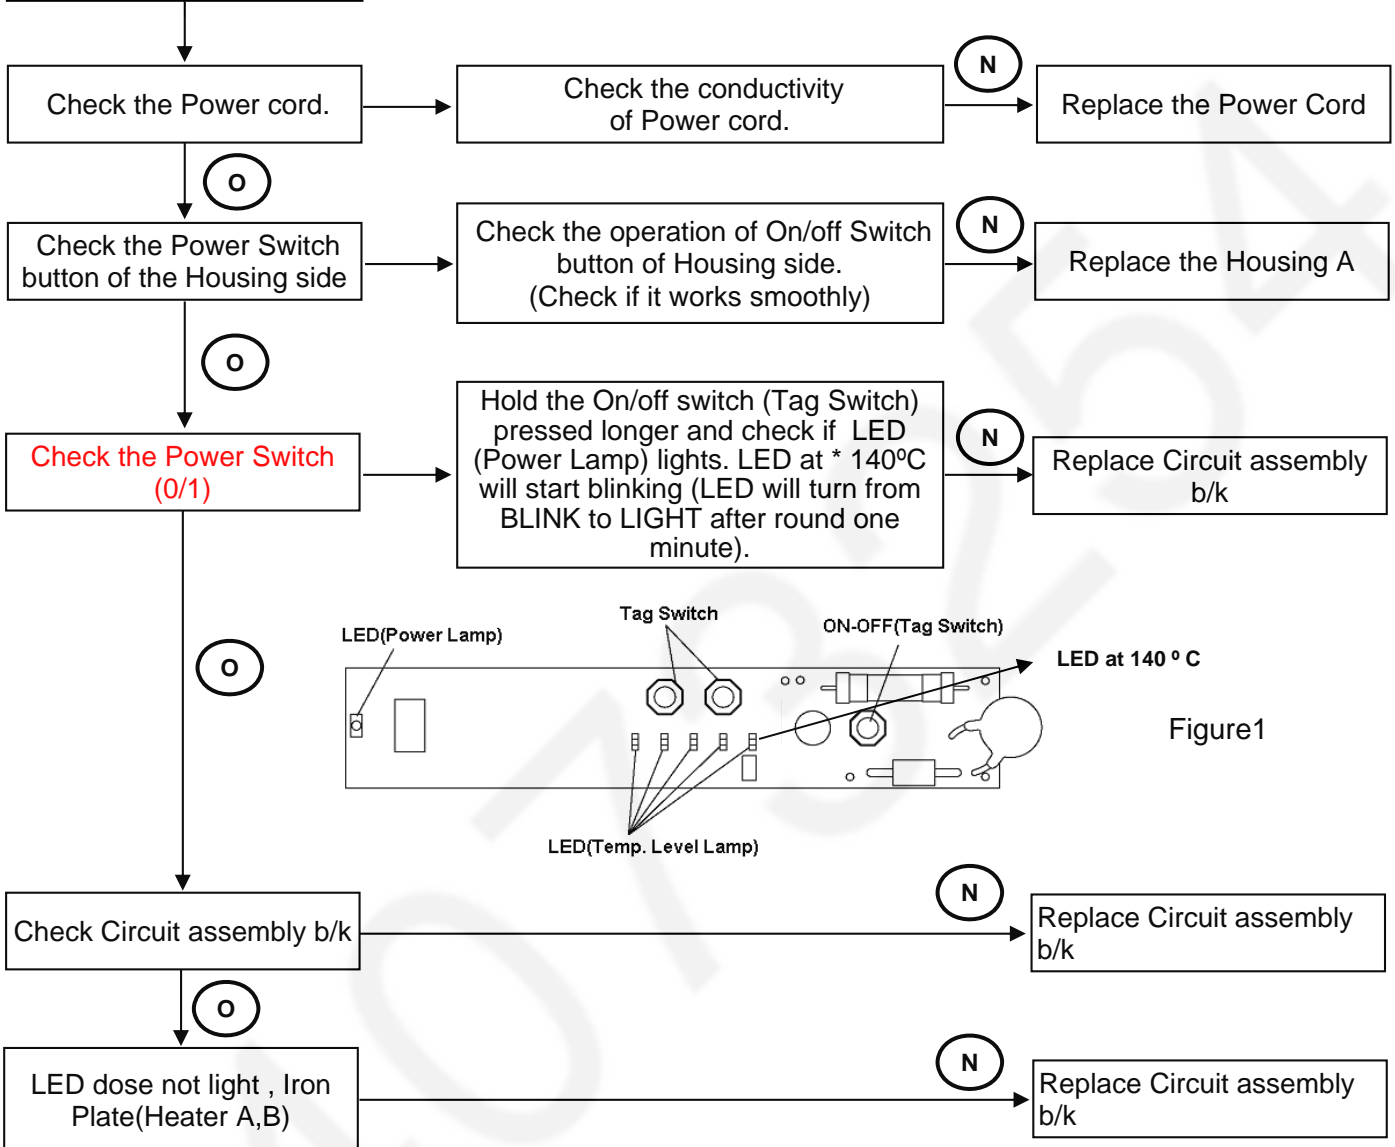 Check the Power cord.
Check the conductivity
of Power cord.
N
Replace the Power Cord
O
Check the Power Switch
button of the Housing side
Check the operation of On/off Switch
button of Housing side.
(Check if it works smoothly)
N
Replace the Housing A
O
Check the Power Switch
(0/1)
Hold the On/off switch (Tag Switch)
pressed longer and check if LED
(Power Lamp) lights. LED at * 140ºC
will start blinking (LED will turn from
BLINK to LIGHT after round one
minute).
N
Replace Circuit assembly
b/k
O
LED(Power Lamp)
Tag Switch
ON-OFF(Tag Switch)
LED at 140 º C
Figure1
LED(Temp. Level Lamp)
Check Circuit assembly b/k
N
Replace Circuit assembly
b/k
O
LED dose not light , Iron
Plate(Heater A,B)
N
Replace Circuit assembly
b/k